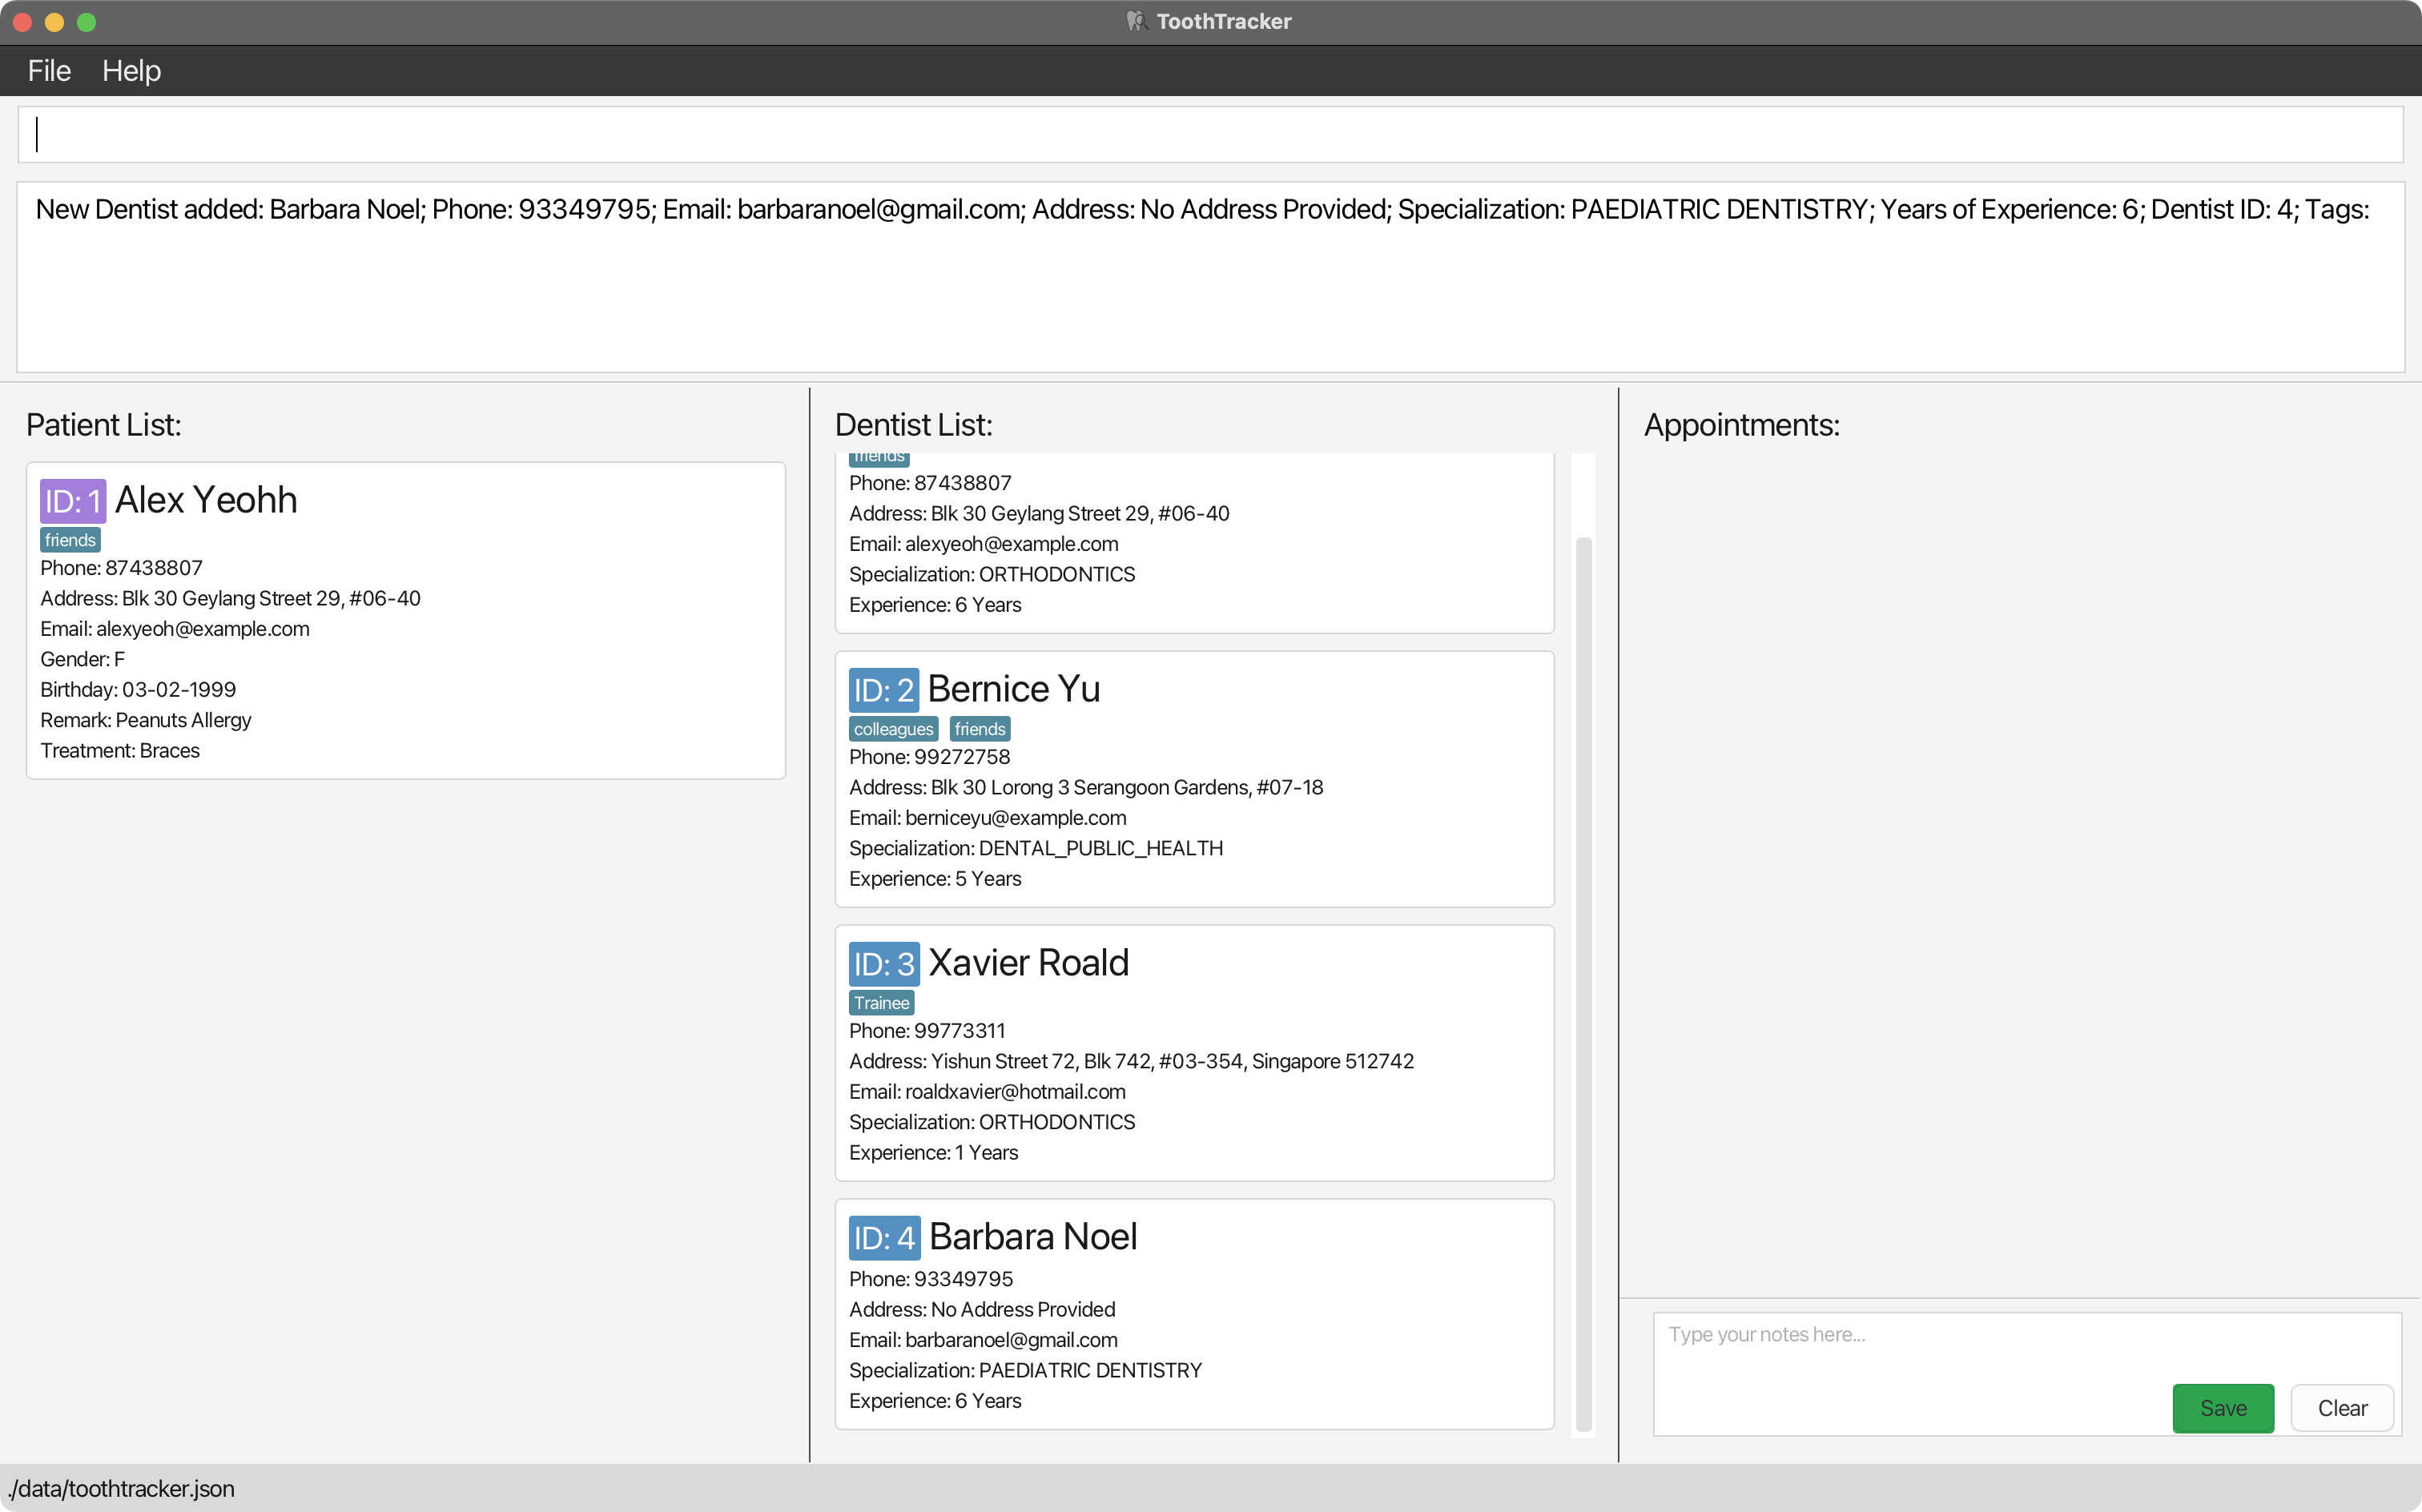 ToothTracker
File Help
New Dentist added: Barbara Noel; Phone: 93349795; Email: barbaranoel@gmail.com; Address: No Address Provided; Specialization: PAEDIATRIC DENTISTRY; Years of Experience: 6; Dentist ID: 4; Tags:
Patient List:
ID: 1 Alex Yeohh
friends
Phone: 87438807
Address: Blk 30 Geylang Street 29, #06-40
Email: alexyeoh@example.com
Gender: F
Birthday: 03-02-1999
Remark: Peanuts Allergy
Treatment: Braces
Dentist List:
friends
Phone: 87438807
Address: Blk 30 Geylang Street 29, #06-40
Email: alexyeoh@example.com
Specialization: ORTHODONTICS
Experience: 6 Years
ID: 2 Bernice Yu
colleagues friends
Phone: 99272758
Address: Blk 30 Lorong 3 Serangoon Gardens, #07-18
Email: berniceyu@example.com
Specialization: DENTAL_PUBLIC_HEALTH
Experience: 5 Years
ID: 3 Xavier Roald
Trainee
Phone: 99773311
Address: Yishun Street 72, Blk 742, #03-354, Singapore 512742
Email: roaldxavier@hotmail.com
Specialization: ORTHODONTICS
Experience: 1 Years
ID: 4 Barbara Noel
Phone: 93349795
Address: No Address Provided
Email: barbaranoel@gmail.com
Specialization: PAEDIATRIC DENTISTRY
Experience: 6 Years
Appointments:
Type your notes here...
Save Clear
./data/toothtracker.json